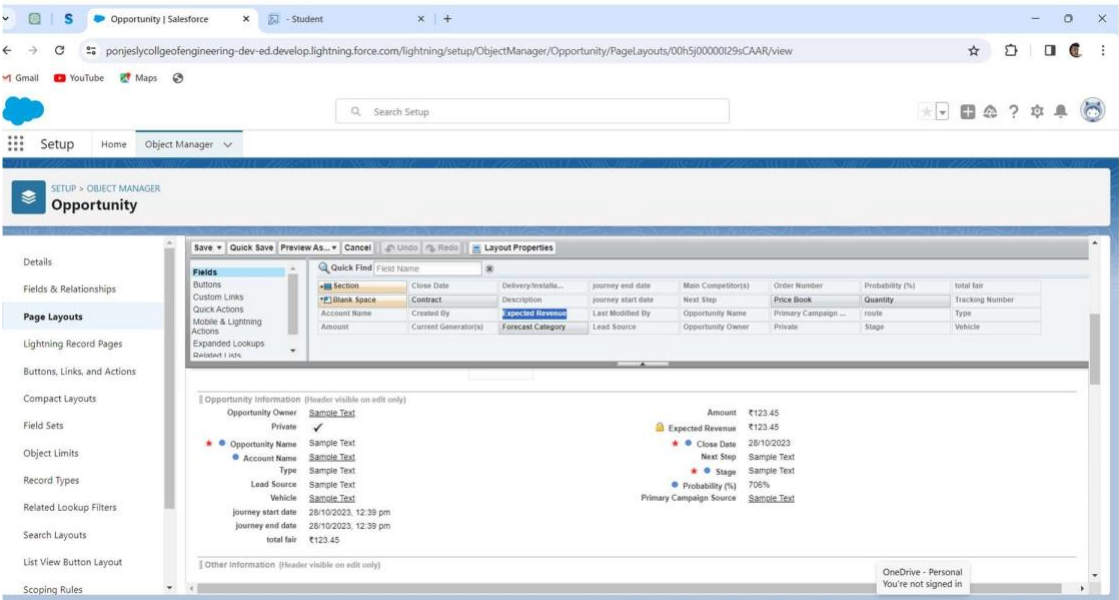 Opportunity | Salesforce
- Student
ponjeslycollgeofengineering-dev-ed.develop.lightning.force.com/lightning/setup/ObjectManager/Opportunity/PageLayouts/00h5j00000I29sCAAR/view
Gmail YouTube Maps
Search Setup
Setup Home Object Manager
SETUP > OBJECT MANAGER
Opportunity
Details
Fields & Relationships
Page Layouts
Lightning Record Pages
Buttons, Links, and Actions
Compact Layouts
Field Sets
Object Limits
Record Types
Related Lookup Filters
Search Layouts
List View Button Layout
Scoping Rules
Save Quick Save Preview As... Cancel Undo Redo Layout Properties
Fields
Buttons
Custom Links
Quick Actions
Mobile & Lightning
Actions
Expanded Lookups
Related Lists
Quick Find Field Name
Section Close Date Delivery/Installa... journey end date Main Competitor(s) Order Number Probability (%) total fair
Blank Space Contract Description journey start date Next Step Price Book Quantity Tracking Number
Account Name Created By Expected Revenue Last Modified By Opportunity Name Primary Campaign ... route Type
Amount Current Generator(s) Forecast Category Lead Source Opportunity Owner Private Stage Vehicle
Opportunity Information (Header visible on edit only)
Opportunity Owner Sample Text Amount ₹123.45
Private Expected Revenue ₹123.45
Opportunity Name Sample Text Close Date 28/10/2023
Account Name Sample Text Next Step Sample Text
Type Sample Text Stage Sample Text
Lead Source Sample Text Probability (%) 706%
Vehicle Sample Text Primary Campaign Source Sample Text
journey start date 28/10/2023, 12:39 pm
journey end date 28/10/2023, 12:39 pm
total fair ₹123.45
Other Information (Header visible on edit only)
OneDrive - Personal
You're not signed in